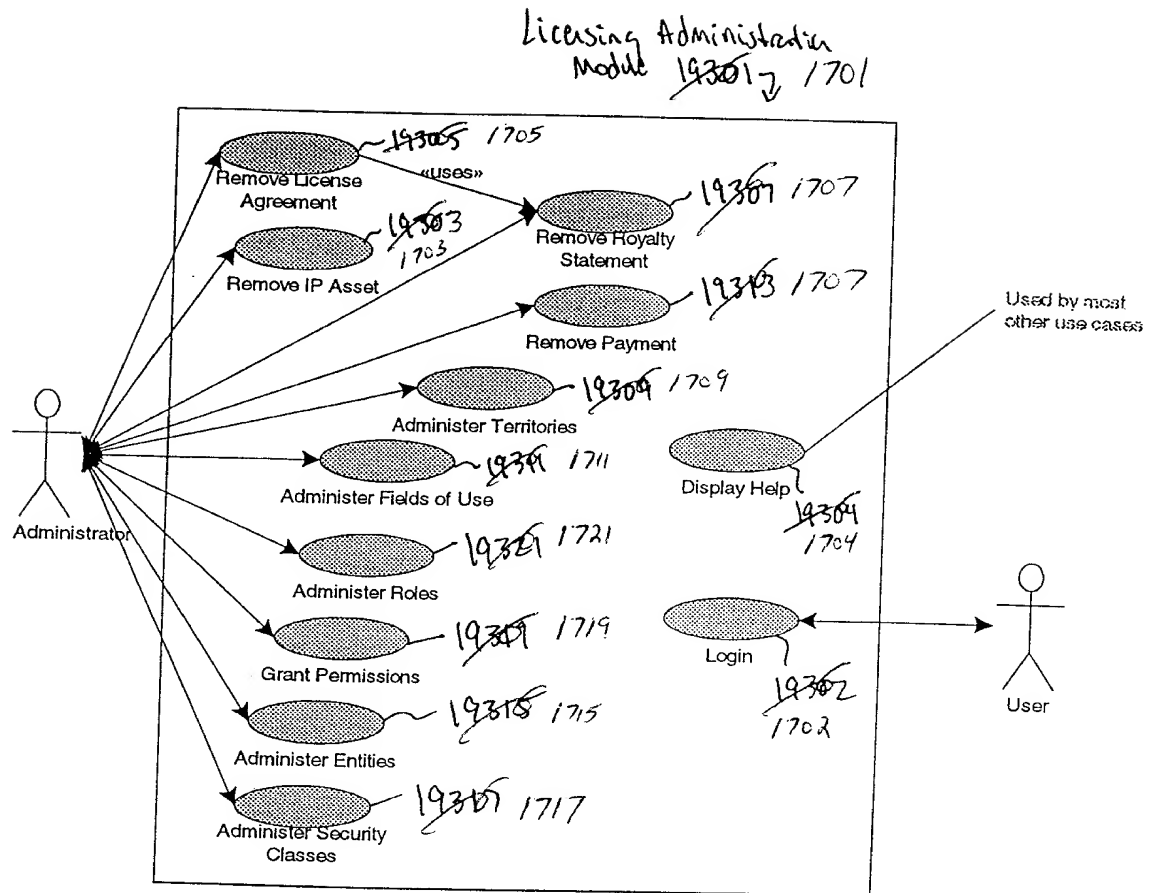 Licensing Administration
Module 19301 1701
19305 1705
Remove License
Agreement
«uses»
19307 1707
Remove Royalty
Statement
19303
1703
Remove IP Asset
19313 1707
Remove Payment
Used by most
other use cases
19309 1709
Administer Territories
19311 1711
Administer Fields of Use
Display Help
19304
1704
Administrator
19321 1721
Administer Roles
19319 1719
Grant Permissions
Login
19302
1702
User
19315 1715
Administer Entities
19317 1717
Administer Security
Classes